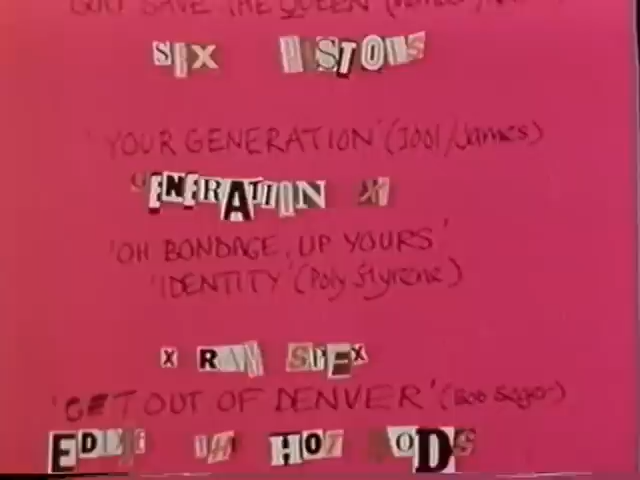 GOD SAVE THE QUEEN
SEX PISTOLS
'YOUR GENERATION' (Idol/James)
GENERATION X
'OH BONDAGE, UP YOURS'
'IDENTITY' (Poly Styrene)
X RAY SPEX
'GET OUT OF DENVER' (Bob Seger)
EDDIE THE HOT RODS